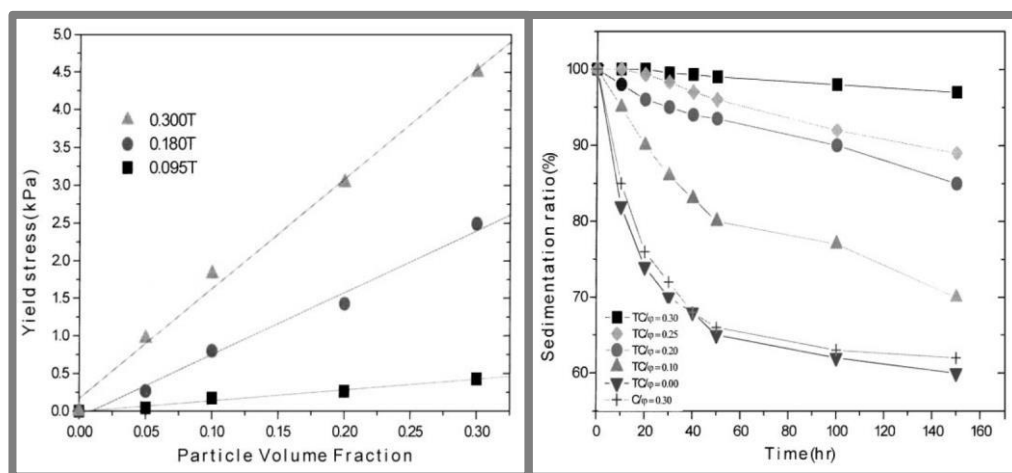 5.0
4.5
4.0
3.5
3.0
2.5
2.0
1.5
1.0
0.5
0.0
Yield stress(kPa)
0.300T
0.180T
0.095T
0.00 0.05 0.10 0.20 0.30
Particle Volume Fraction
100
90
80
70
60
Sedimentation ratio(%)
TC/φ=0.30
TC/φ=0.25
TC/φ=0.20
TC/φ=0.10
TC/φ=0.00
C/φ=0.30
0 20 40 60 80 100 120 140 160
Time(hr)